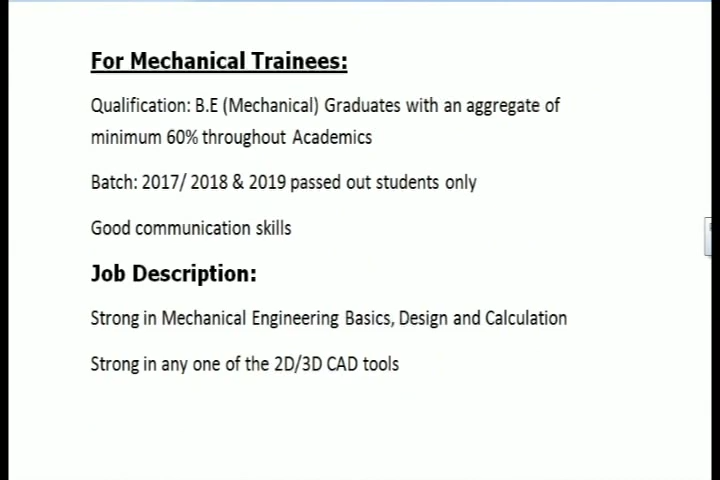 For Mechanical Trainees:
Qualification: B.E (Mechanical) Graduates with an aggregate of
minimum 60% throughout Academics
Batch: 2017/ 2018 & 2019 passed out students only
Good communication skills
Job Description:
Strong in Mechanical Engineering Basics, Design and Calculation
Strong in any one of the 2D/3D CAD tools